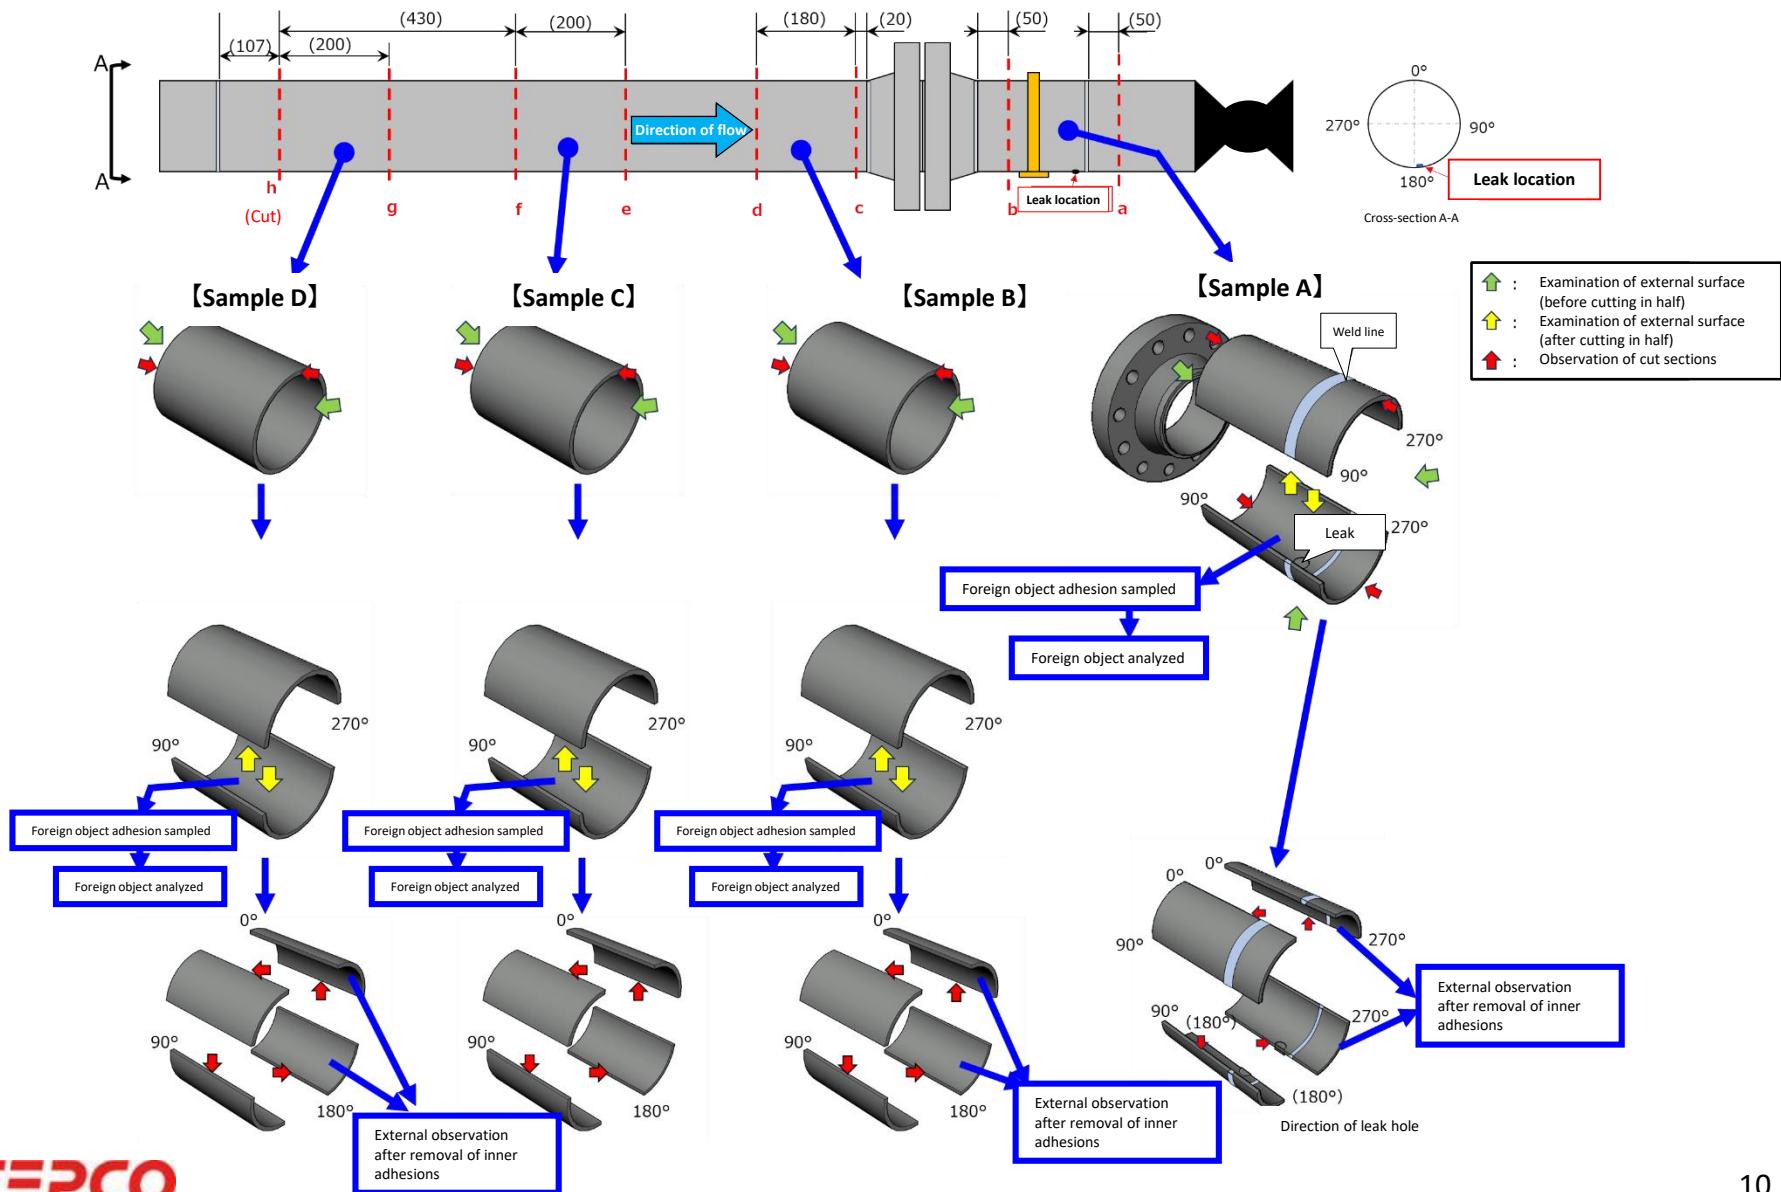 (430)
(200)
(180)
(20)
(50)
(50)
(107)
(200)
A
A
Direction of flow
h
(Cut)
g
f
e
d
c
b
Leak location
a
0°
270°
90°
180°
Leak location
Cross-section A-A
: Examination of external surface
(before cutting in half)
: Examination of external surface
(after cutting in half)
: Observation of cut sections
【Sample D】
【Sample C】
【Sample B】
【Sample A】
Weld line
270°
90°
90°
270°
Leak
Foreign object adhesion sampled
Foreign object analyzed
270°
90°
270°
90°
270°
90°
Foreign object adhesion sampled
Foreign object adhesion sampled
Foreign object adhesion sampled
Foreign object analyzed
Foreign object analyzed
Foreign object analyzed
0°
90°
180°
0°
90°
180°
0°
90°
180°
External observation
after removal of inner
adhesions
External observation
after removal of inner
adhesions
0°
0°
90°
270°
90°
(180°)
270°
(180°)
Direction of leak hole
External observation
after removal of inner
adhesions
TEPCO
10